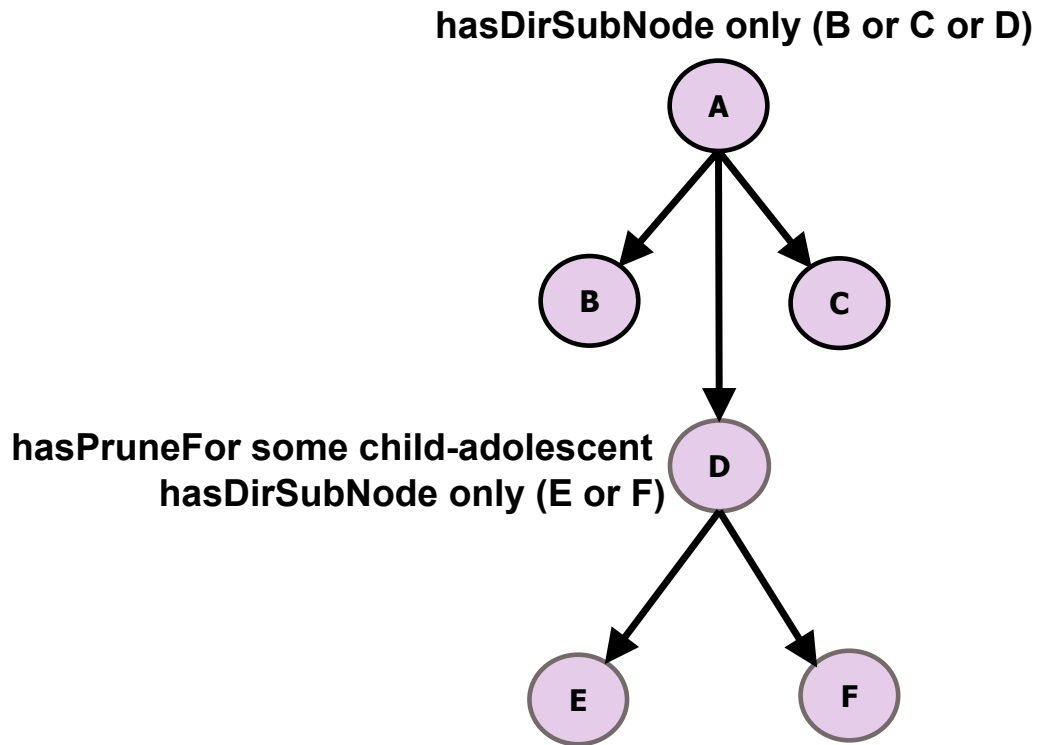 hasDirSubNode only (B or C or D)
A
B
C
hasPruneFor some child-adolescent
hasDirSubNode only (E or F)
D
E
F